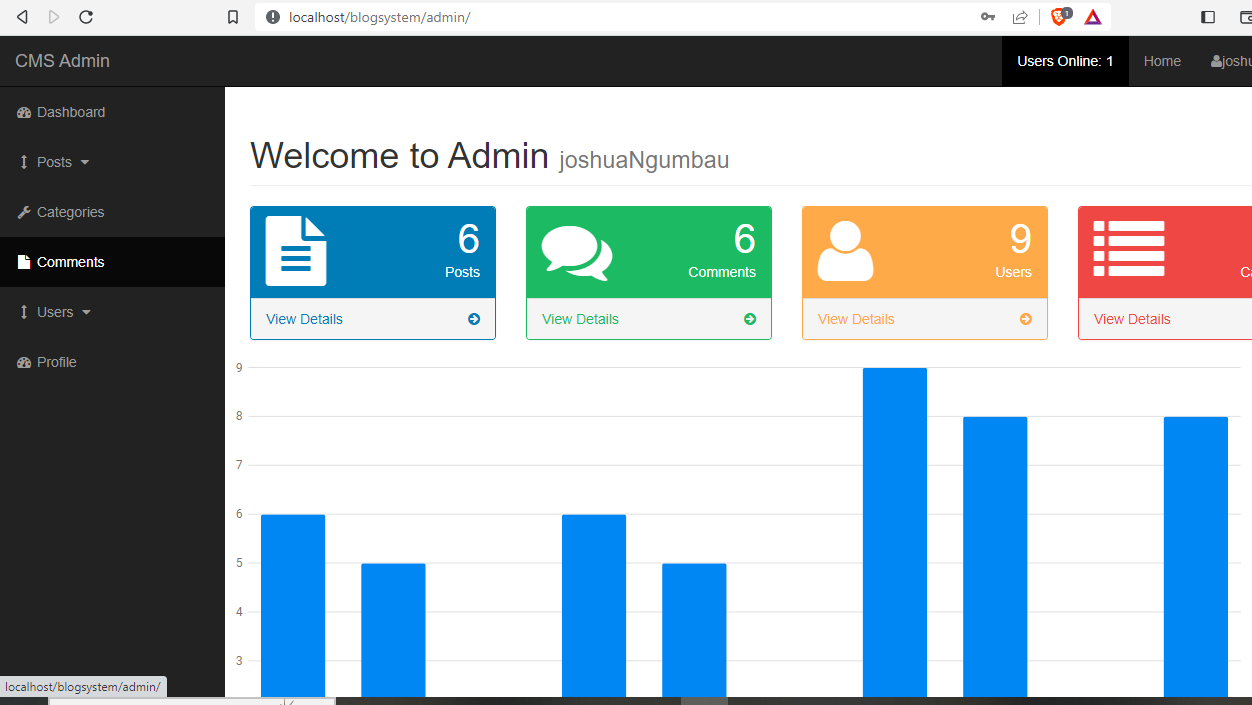 localhost/blogsystem/admin/
1
CMS Admin
Users Online: 1
Home
Dashboard
Posts
Categories
Comments
Users
Profile
Welcome to Admin joshuaNgumbau
6
Posts
View Details
6
Comments
View Details
9
Users
View Details
View Details
9
8
7
6
5
4
3
localhost/blogsystem/admin/